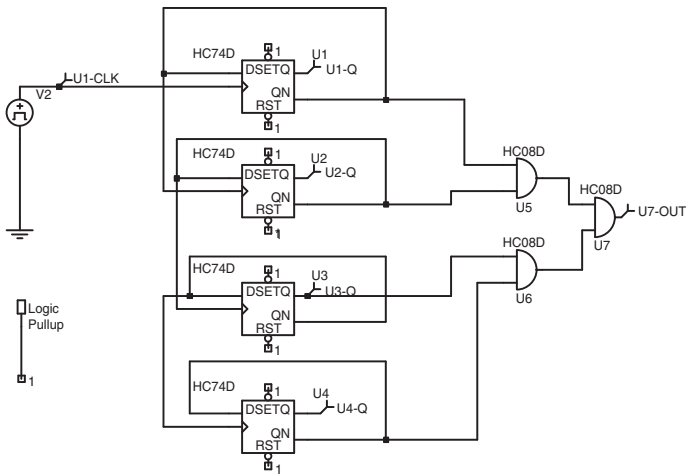 HC74D
U1
1
DSETQ
U1-Q
QN
RST
1
U1-CLK
V2
HC74D
U2
1
DSETQ
U2-Q
QN
RST
1
HC08D
U5
HC08D
U7-OUT
U7
HC08D
U6
HC74D
U3
1
DSETQ
U3-Q
QN
RST
1
Logic
Pullup
1
HC74D
U4
1
DSETQ
U4-Q
QN
RST
1